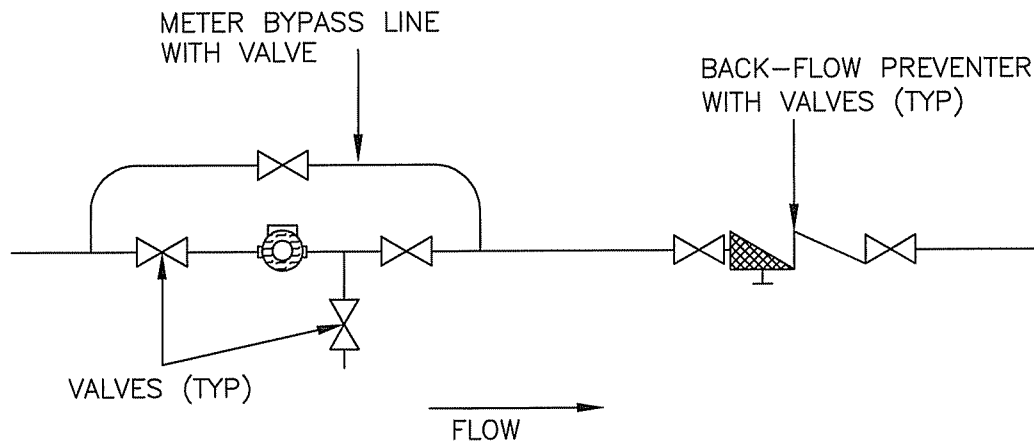 METER BYPASS LINE
WITH VALVE
BACK-FLOW PREVENTER
WITH VALVES (TYP)
VALVES (TYP)
FLOW